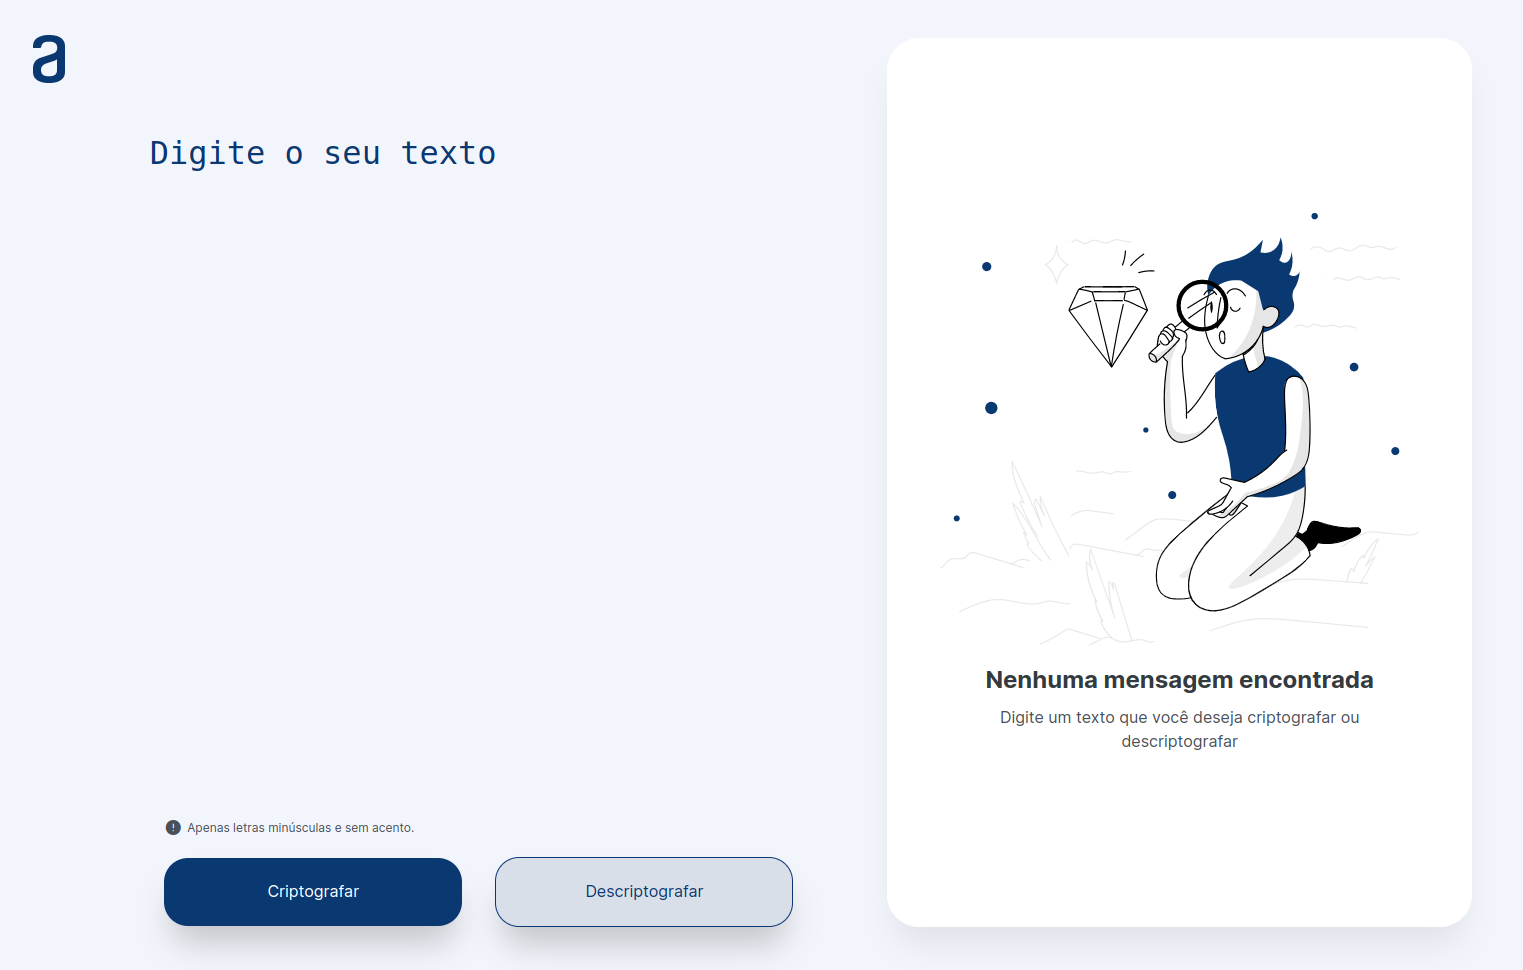 a
Digite o seu texto
Nenhuma mensagem encontrada
Digite um texto que você deseja criptografar ou
descriptografar
! Apenas letras minúsculas e sem acento.
Criptografar
Descriptografar